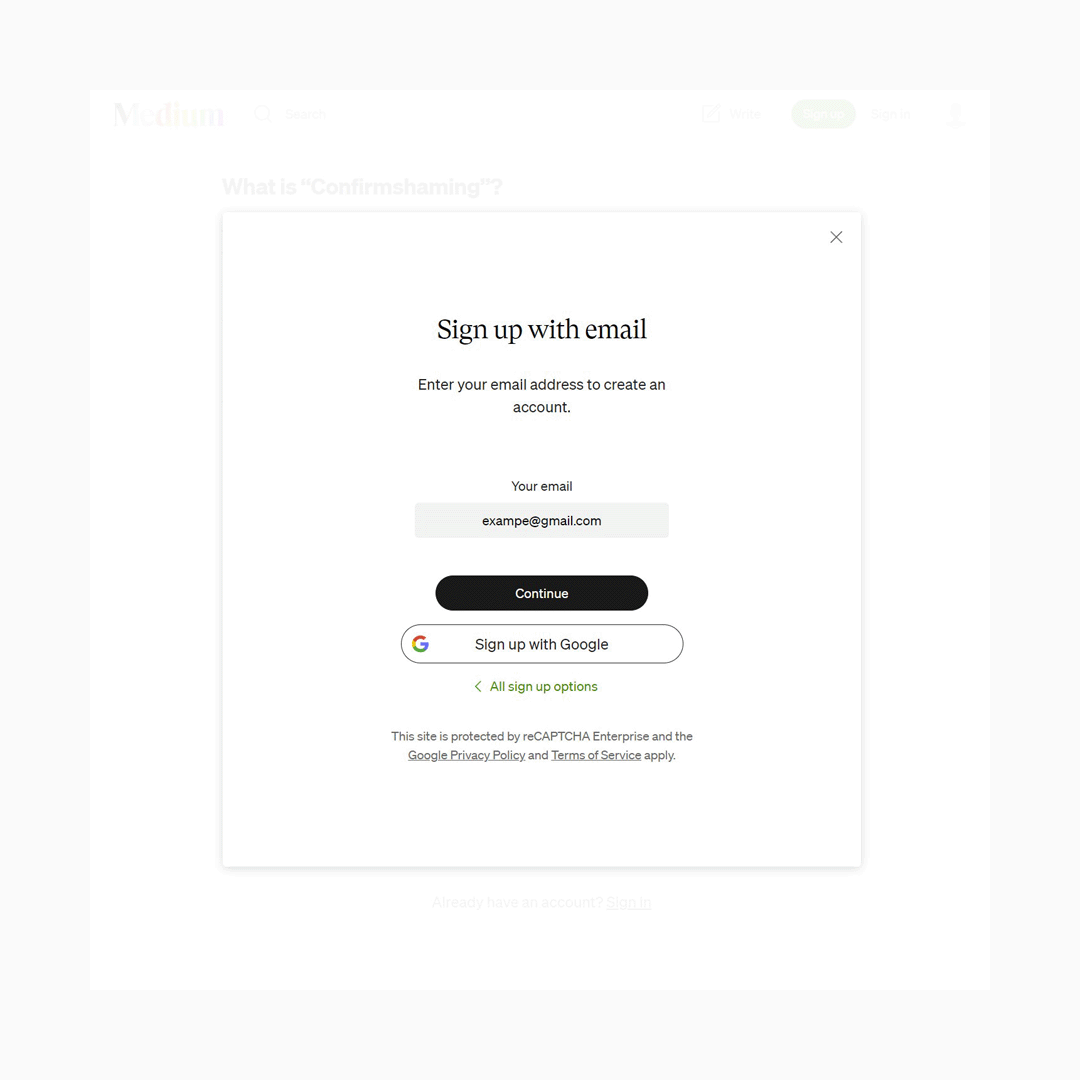 Medium Search Write Sign up Sign in
What is “Confirmshaming”?
Sign up with email
Enter your email address to create an
account.
Your email
exampe@gmail.com
Continue
Sign up with Google
All sign up options
This site is protected by reCAPTCHA Enterprise and the
Google Privacy Policy and Terms of Service apply.
Already have an account? Sign in